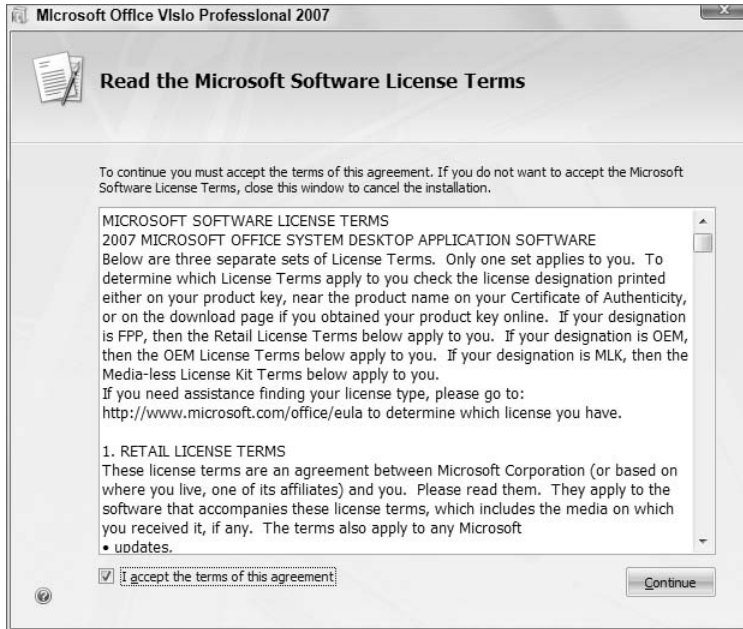 Microsoft Office Visio Professional 2007
Read the Microsoft Software License Terms
To continue you must accept the terms of this agreement. If you do not want to accept the Microsoft
Software License Terms, close this window to cancel the installation.
MICROSOFT SOFTWARE LICENSE TERMS
2007 MICROSOFT OFFICE SYSTEM DESKTOP APPLICATION SOFTWARE
Below are three separate sets of License Terms.  Only one set applies to you.  To
determine which License Terms apply to you check the license designation printed
either on your product key, near the product name on your Certificate of Authenticity,
or on the download page if you obtained your product key online.  If your designation
is FPP, then the Retail License Terms below apply to you.  If your designation is OEM,
then the OEM License Terms below apply to you.  If your designation is MLK, then the
Media-less License Kit Terms below apply to you.
If you need assistance finding your license type, please go to:
http://www.microsoft.com/office/eula to determine which license you have.
1. RETAIL LICENSE TERMS
These license terms are an agreement between Microsoft Corporation (or based on
where you live, one of its affiliates) and you.  Please read them.  They apply to the
software that accompanies these license terms, which includes the media on which
you received it, if any.  The terms also apply to any Microsoft
• updates,
I accept the terms of this agreement
Continue